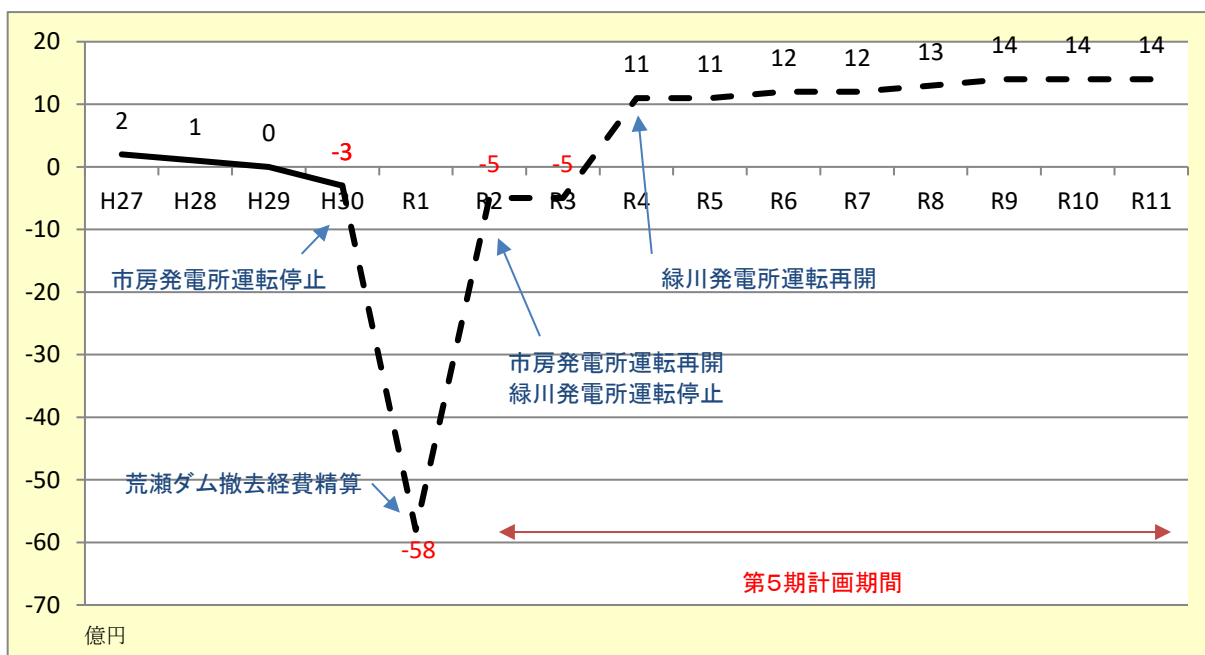 20
10
0
-10
-20
-30
-40
-50
-60
-70
2
1
0
-3
-58
-5
-5
11
11
12
12
13
14
14
14
H27
H28
H29
H30
R1
R2
R3
R4
R5
R6
R7
R8
R9
R10
R11
市房発電所運転停止
緑川発電所運転再開
市房発電所運転再開
緑川発電所運転停止
荒瀬ダム撤去経費精算
第5期計画期間
億円